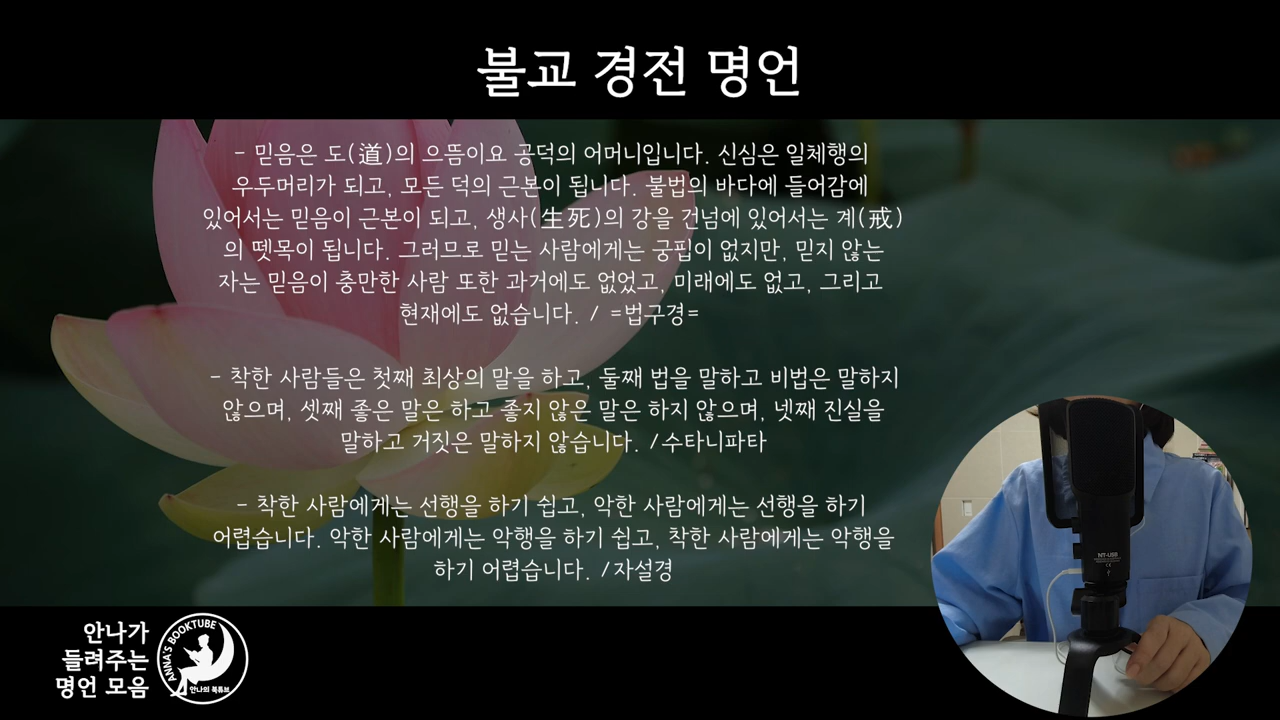 불교 경전 명언
- 믿음은 도(道)의 으뜸이요 공덕의 어머니입니다. 신심은 일체행의
우두머리가 되고, 모든 덕의 근본이 됩니다. 불법의 바다에 들어감에
있어서는 믿음이 근본이 되고, 생사(生死)의 강을 건넘에 있어서는 계(戒)
의 뗏목이 됩니다. 그러므로 믿는 사람에게는 궁핍이 없지만, 믿지 않는
자는 믿음이 충만한 사람 또한 과거에도 없었고, 미래에도 없고, 그리고
현재에도 없습니다. / =법구경=
- 착한 사람들은 첫째 최상의 말을 하고, 둘째 법을 말하고 비법은 말하지
않으며, 셋째 좋은 말은 하고 좋지 않은 말은 하지 않으며, 넷째 진실을
말하고 거짓은 말하지 않습니다. /수타니파타
- 착한 사람에게는 선행을 하기 쉽고, 악한 사람에게는 선행을 하기
어렵습니다. 악한 사람에게는 악행을 하기 쉽고, 착한 사람에게는 악행을
하기 어렵습니다. /자설경
안나가
들려주는
명언 모음
ANNA'S BOOKTUBE
안나의 북튜브
NT-USB